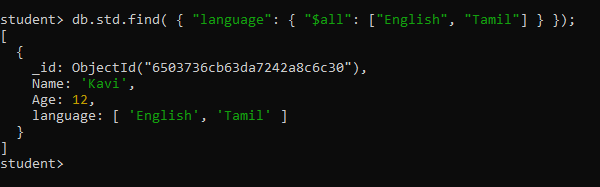 student> db.std.find( { "language": { "$all": ["English", "Tamil"] } });
[
  {
    _id: ObjectId("6503736cb63da7242a8c6c30"),
    Name: 'Kavi',
    Age: 12,
    language: [ 'English', 'Tamil' ]
  }
]
student>